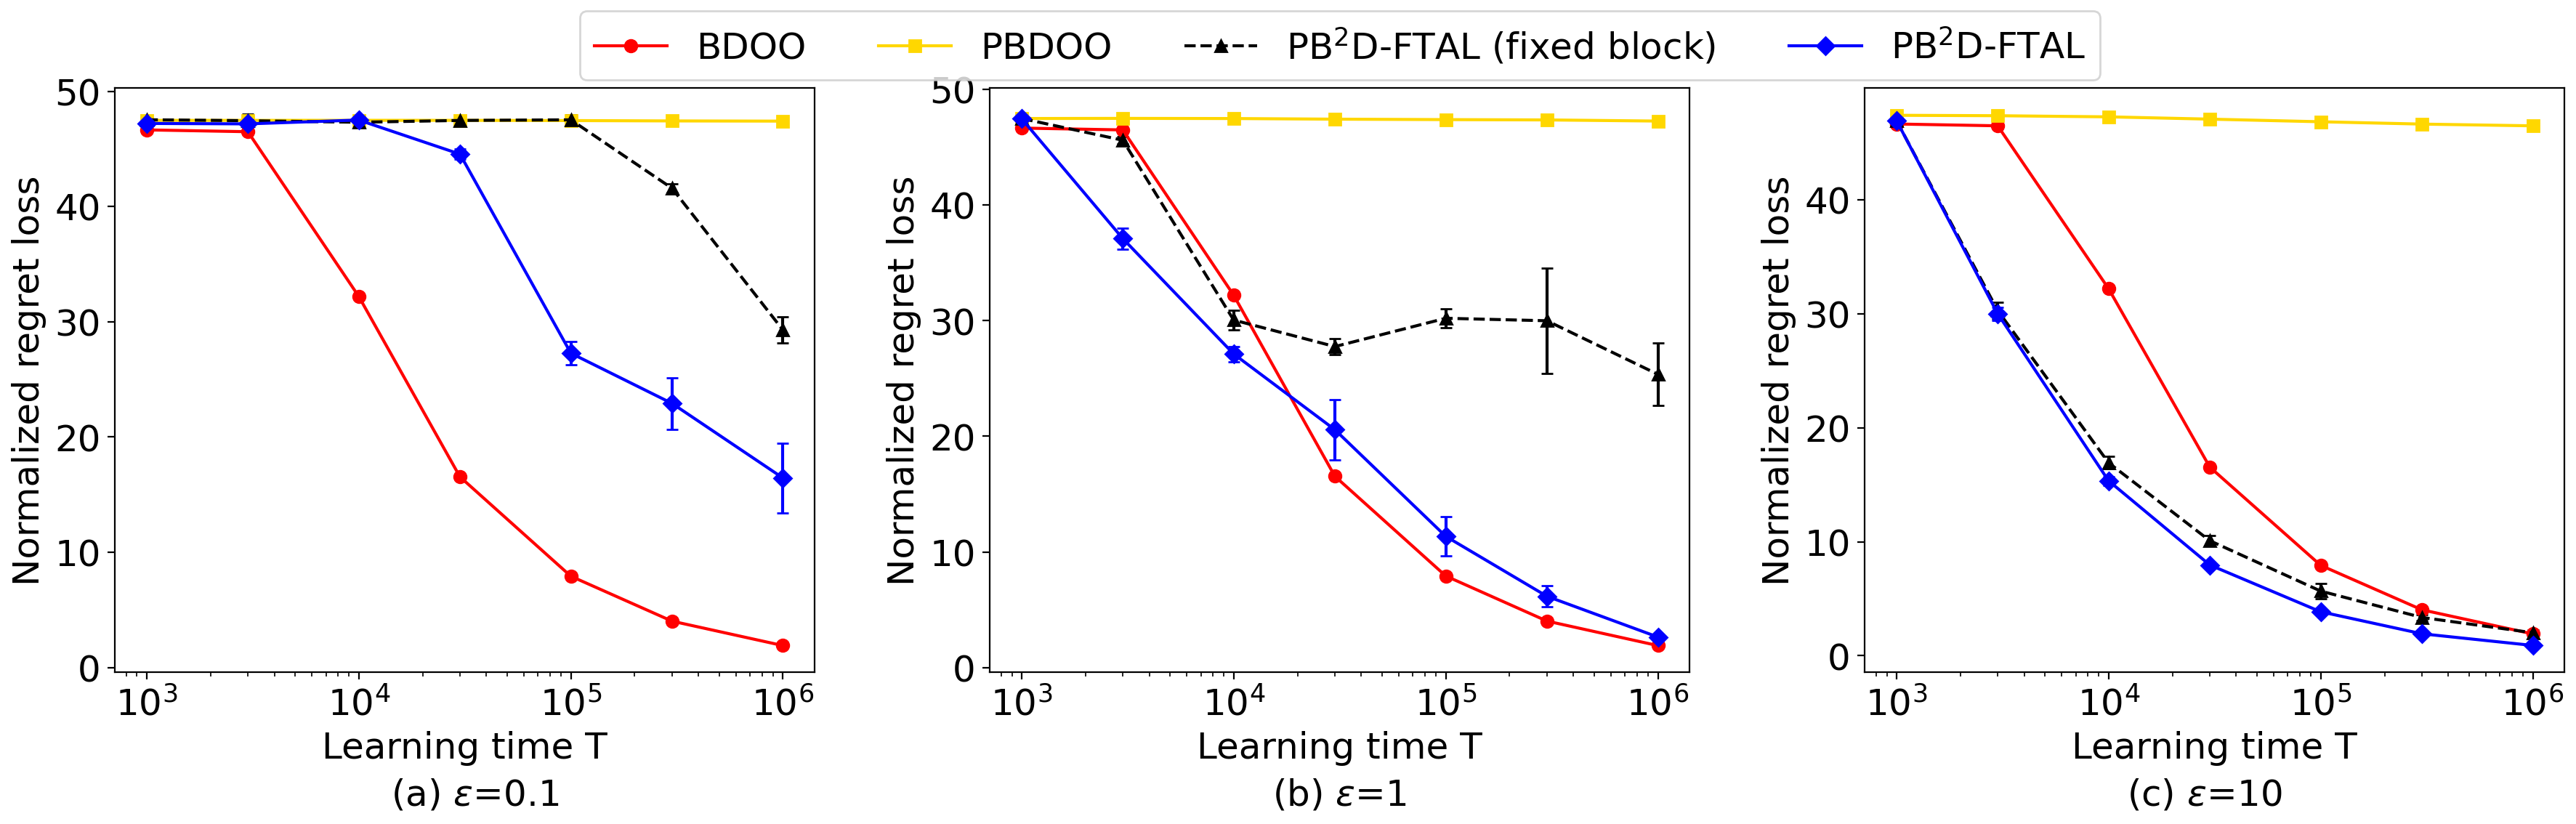 BDOO PBDOO PB²D-FTAL (fixed block) PB²D-FTAL
Normalized regret loss
50
40
30
20
10
0
10³ 10⁴ 10⁵ 10⁶
Learning time T
(a) ε=0.1
Normalized regret loss
50
40
30
20
10
0
10³ 10⁴ 10⁵ 10⁶
Learning time T
(b) ε=1
Normalized regret loss
40
30
20
10
0
10³ 10⁴ 10⁵ 10⁶
Learning time T
(c) ε=10